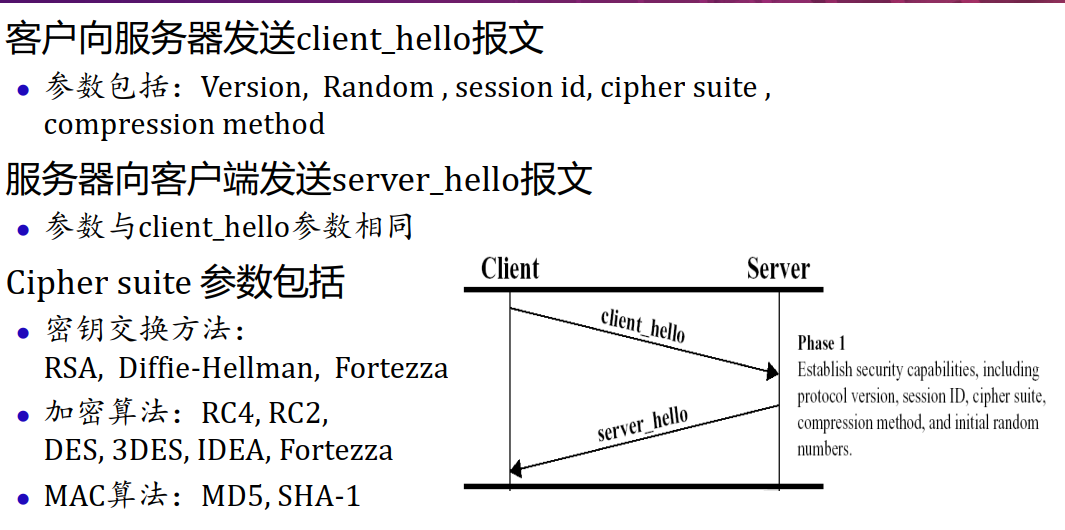 客户向服务器发送client_hello报文
参数包括：Version, Random , session id, cipher suite ,
compression method
服务器向客户端发送server_hello报文
参数与client_hello参数相同
Cipher suite 参数包括
密钥交换方法：
RSA, Diffie-Hellman, Fortezza
加密算法：RC4, RC2,
DES, 3DES, IDEA, Fortezza
MAC算法：MD5, SHA-1
Client
Server
client_hello
server_hello
Phase 1
Establish security capabilities, including
protocol version, session ID, cipher suite,
compression method, and initial random
numbers.